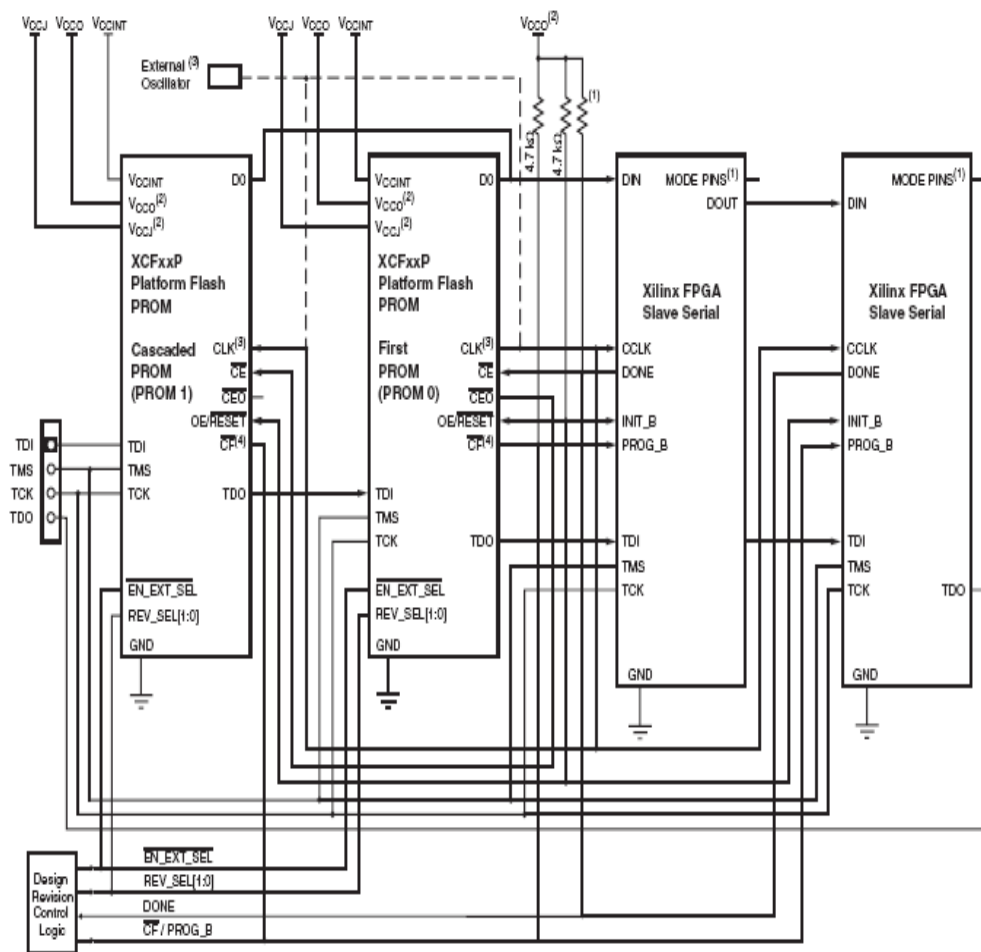 VCCJ VCCO VCCINT
VCCJ VCCO VCCINT
VCCO(2)
External (3)
Oscillator
(1)
4.7 kΩ
4.7 kΩ
VCCINT
VCCO(2)
VCCJ(2)
D0
XCFxxP
Platform Flash
PROM
Cascaded
PROM
(PROM 1)
CLK(3)
CE
CEO
OE/RESET
CF(4)
TDI
TMS
TCK
TDO
EN_EXT_SEL
REV_SEL[1:0]
GND
VCCINT
VCCO(2)
VCCJ(2)
D0
XCFxxP
Platform Flash
PROM
First
PROM
(PROM 0)
CLK(3)
CE
CEO
OE/RESET
CF(4)
TDI
TMS
TCK
TDO
EN_EXT_SEL
REV_SEL[1:0]
GND
DIN
MODE PINS(1)
DOUT
Xilinx FPGA
Slave Serial
CCLK
DONE
INIT_B
PROG_B
TDI
TMS
TCK
GND
MODE PINS(1)
DIN
Xilinx FPGA
Slave Serial
CCLK
DONE
INIT_B
PROG_B
TDI
TMS
TCK
TDO
GND
TDI
TMS
TCK
TDO
Design
Revision
Control
Logic
EN_EXT_SEL
REV_SEL[1:0]
DONE
CF / PROG_B